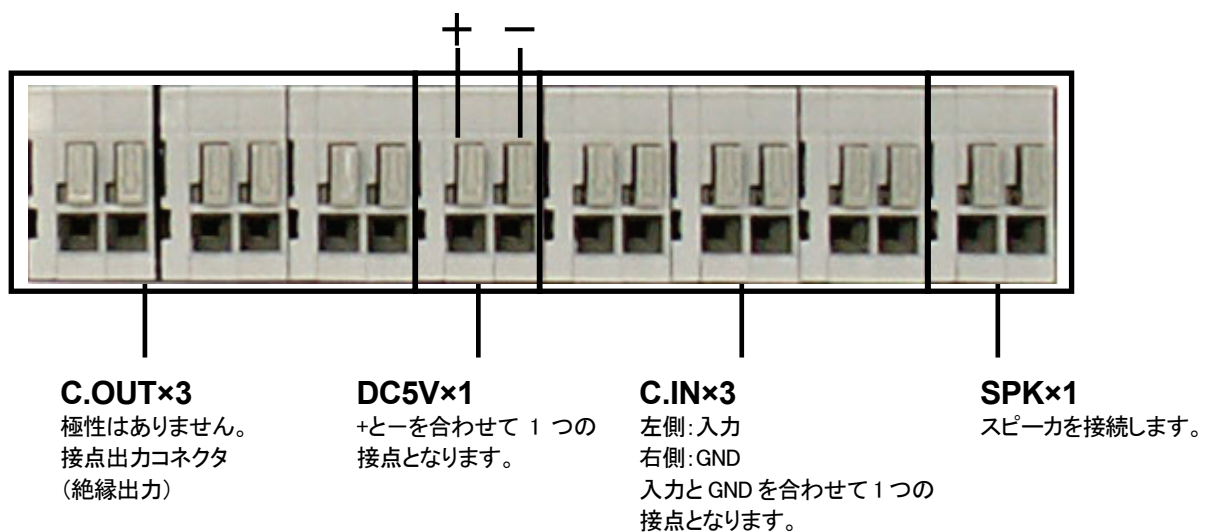 + −
C.OUT×3
極性はありません。
接点出力コネクタ
(絶縁出力)
DC5V×1
+とーを合わせて 1 つの
接点となります。
C.IN×3
左側:入力
右側:GND
入力と GND を合わせて 1 つの
接点となります。
SPK×1
スピーカを接続します。